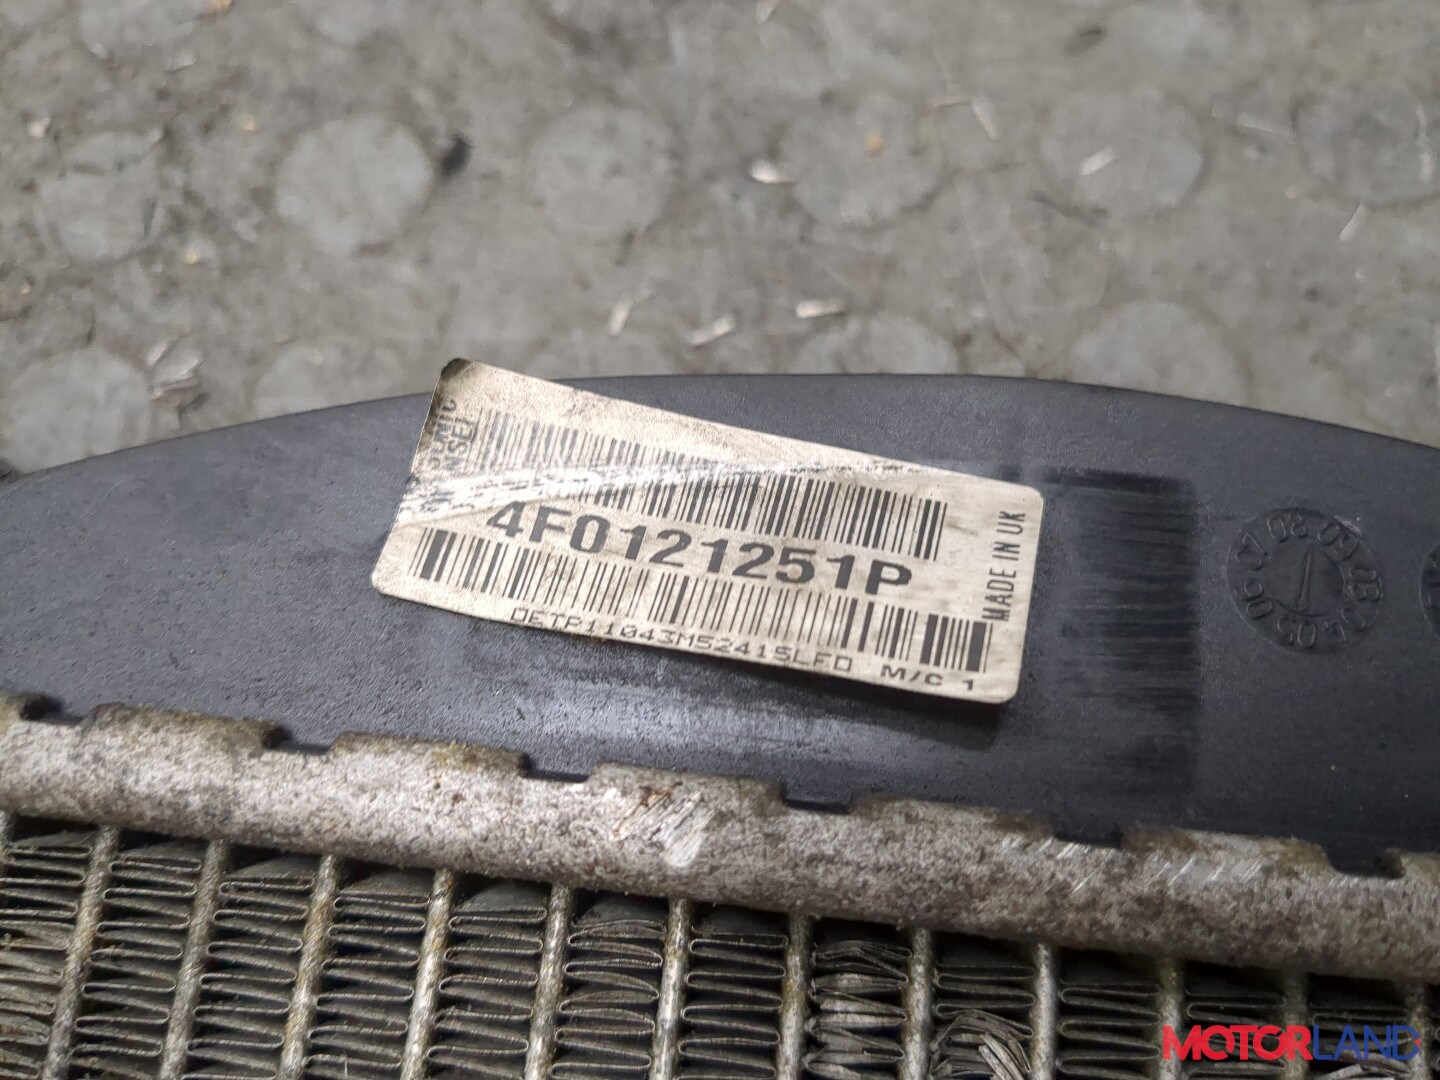 4F0121251P
DETP11043M52415LFD M/C 1
MADE IN UK
MOTORLAND